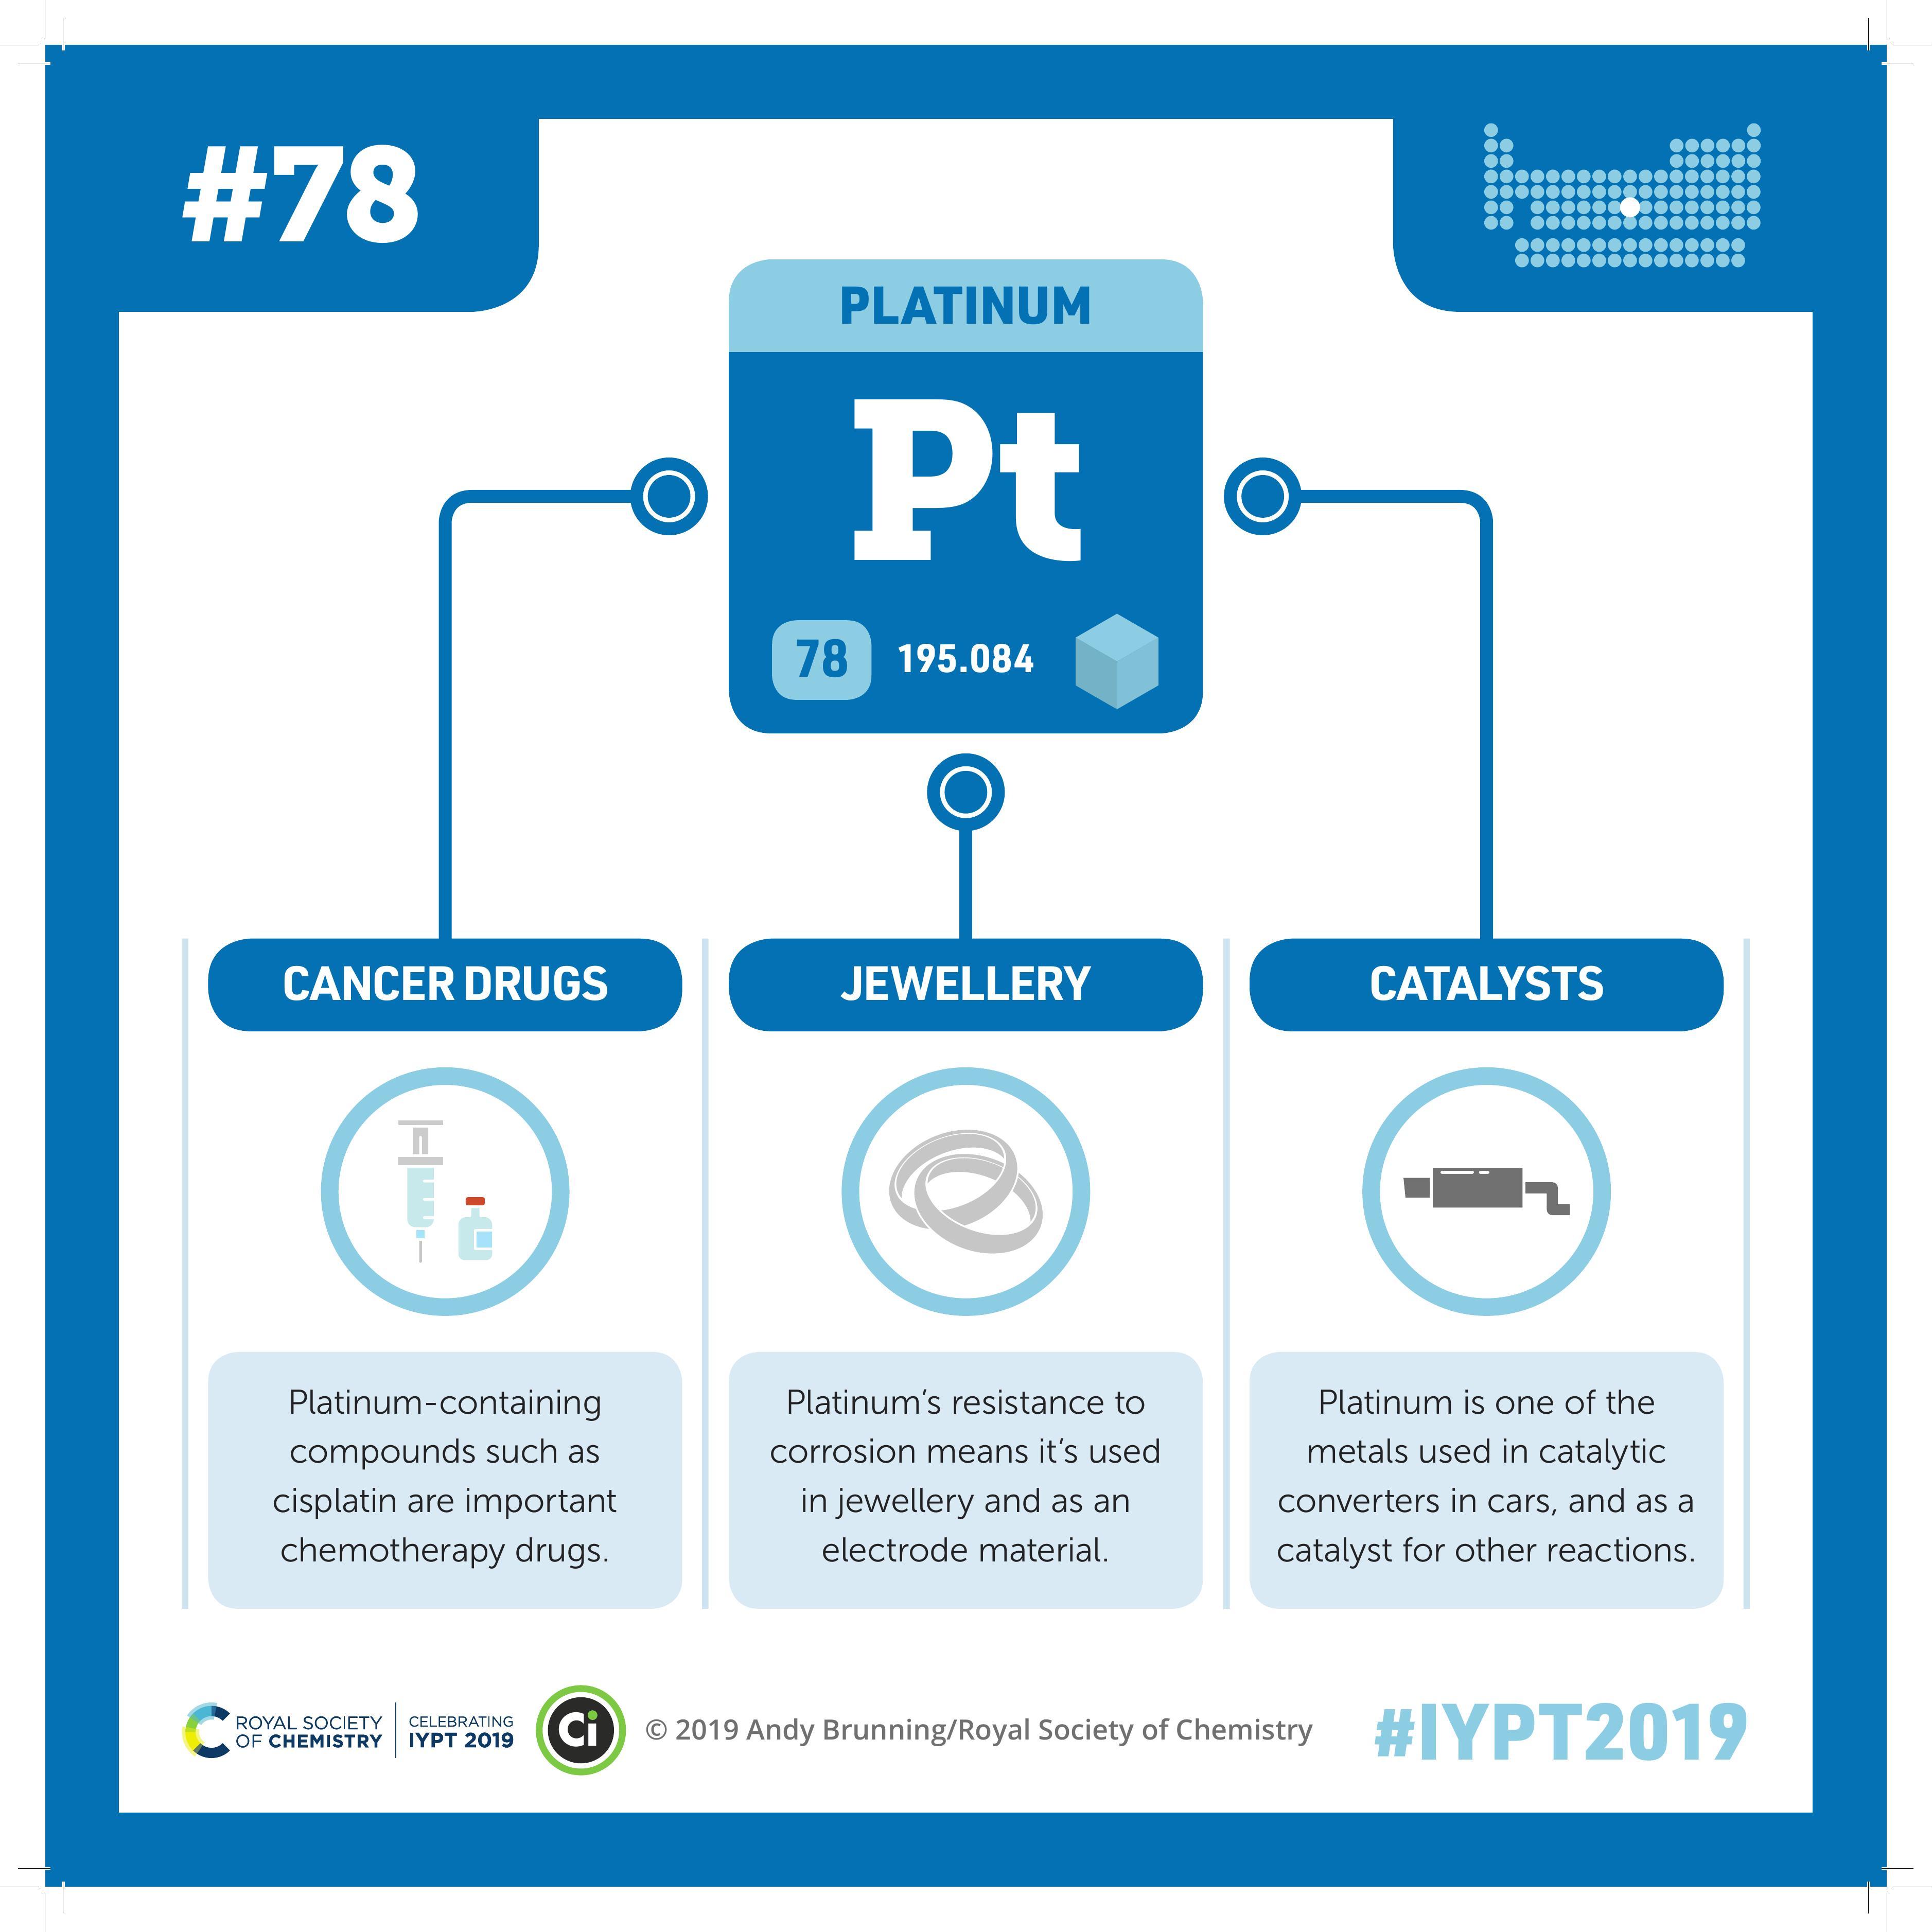 #78
PLATINUM
Pt
78 195.084
CANCER DRUGS
Platinum-containing
compounds such as
cisplatin are important
chemotherapy drugs.
JEWELLERY
Platinum’s resistance to
corrosion means it’s used
in jewellery and as an
electrode material.
CATALYSTS
Platinum is one of the
metals used in catalytic
converters in cars, and as a
catalyst for other reactions.
ROYAL SOCIETY
OF CHEMISTRY
CELEBRATING
IYPT 2019
Ci
© 2019 Andy Brunning/Royal Society of Chemistry
#IYPT2019